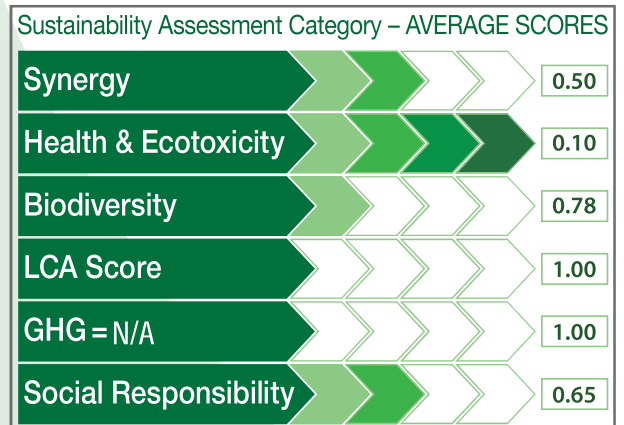 Sustainability Assessment Category – AVERAGE SCORES
Synergy 0.50
Health & Ecotoxicity 0.10
Biodiversity 0.78
LCA Score 1.00
GHG = N/A 1.00
Social Responsibility 0.65